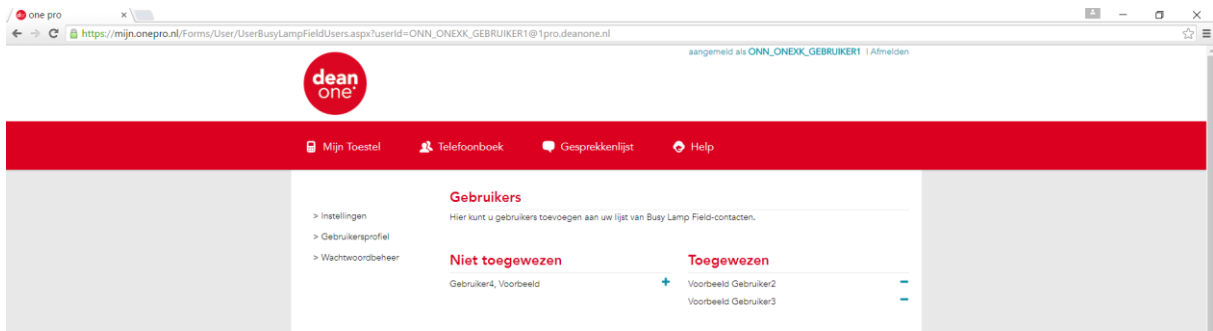 one pro
https://mijn.onepro.nl/Forms/User/UserBusyLampFieldUsers.aspx?userId=ONN_ONEXK_GEBRUIKER1@1pro.deanone.nl
aangemeld als ONN_ONEXK_GEBRUIKER1 | Afmelden
dean
one
Mijn Toestel Telefoonboek Gesprekkenlijst Help
Gebruikers
> Instellingen
Hier kunt u gebruikers toevoegen aan uw lijst van Busy Lamp Field-contacten.
> Gebruikersprofiel
> Wachtwoordbeheer
Niet toegewezen Toegewezen
Gebruiker4, Voorbeeld + Voorbeeld Gebruiker2 −
Voorbeeld Gebruiker3 −